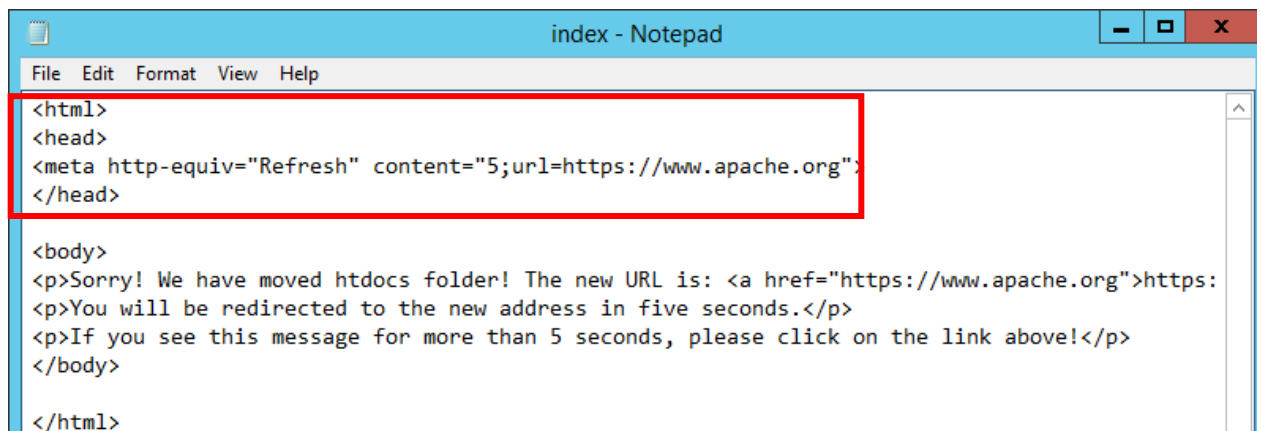 index - Notepad
File Edit Format View Help
<html>
<head>
<meta http-equiv="Refresh" content="5;url=https://www.apache.org">
</head>
<body>
<p>Sorry! We have moved htdocs folder! The new URL is: <a href="https://www.apache.org">https:
<p>You will be redirected to the new address in five seconds.</p>
<p>If you see this message for more than 5 seconds, please click on the link above!</p>
</body>
</html>